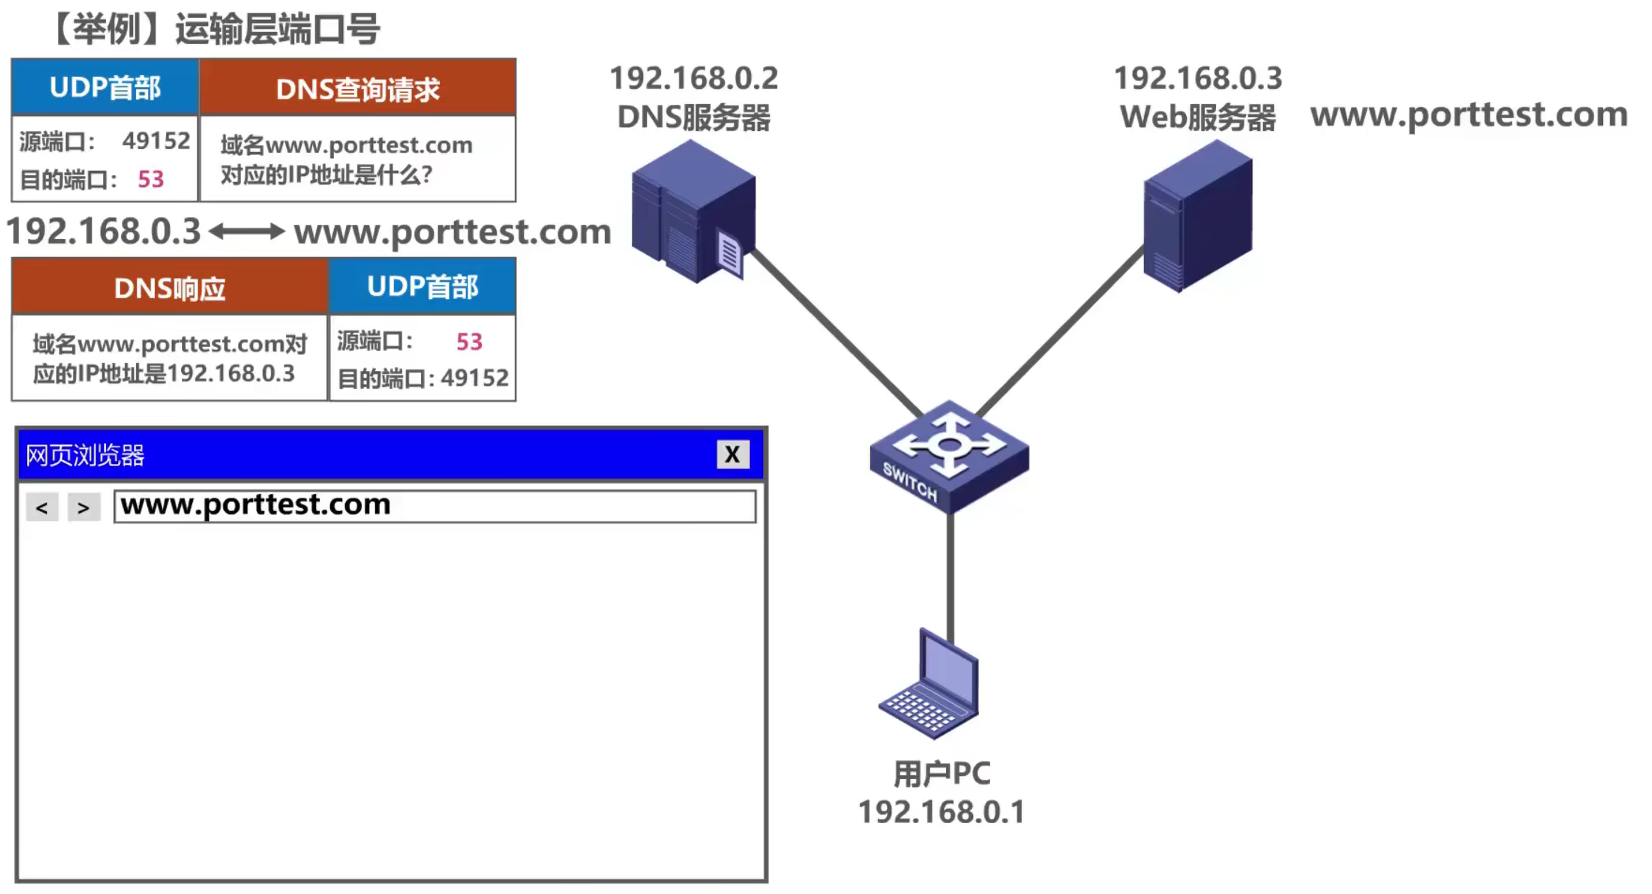 【举例】运输层端口号
UDP首部
DNS查询请求
源端口： 49152
目的端口： 53
域名www.porttest.com
对应的IP地址是什么？
192.168.0.3
www.porttest.com
DNS响应
UDP首部
域名www.porttest.com对
应的IP地址是192.168.0.3
源端口： 53
目的端口：49152
网页浏览器
X
<
>
www.porttest.com
192.168.0.2
DNS服务器
192.168.0.3
Web服务器
www.porttest.com
SWITCH
用户PC
192.168.0.1